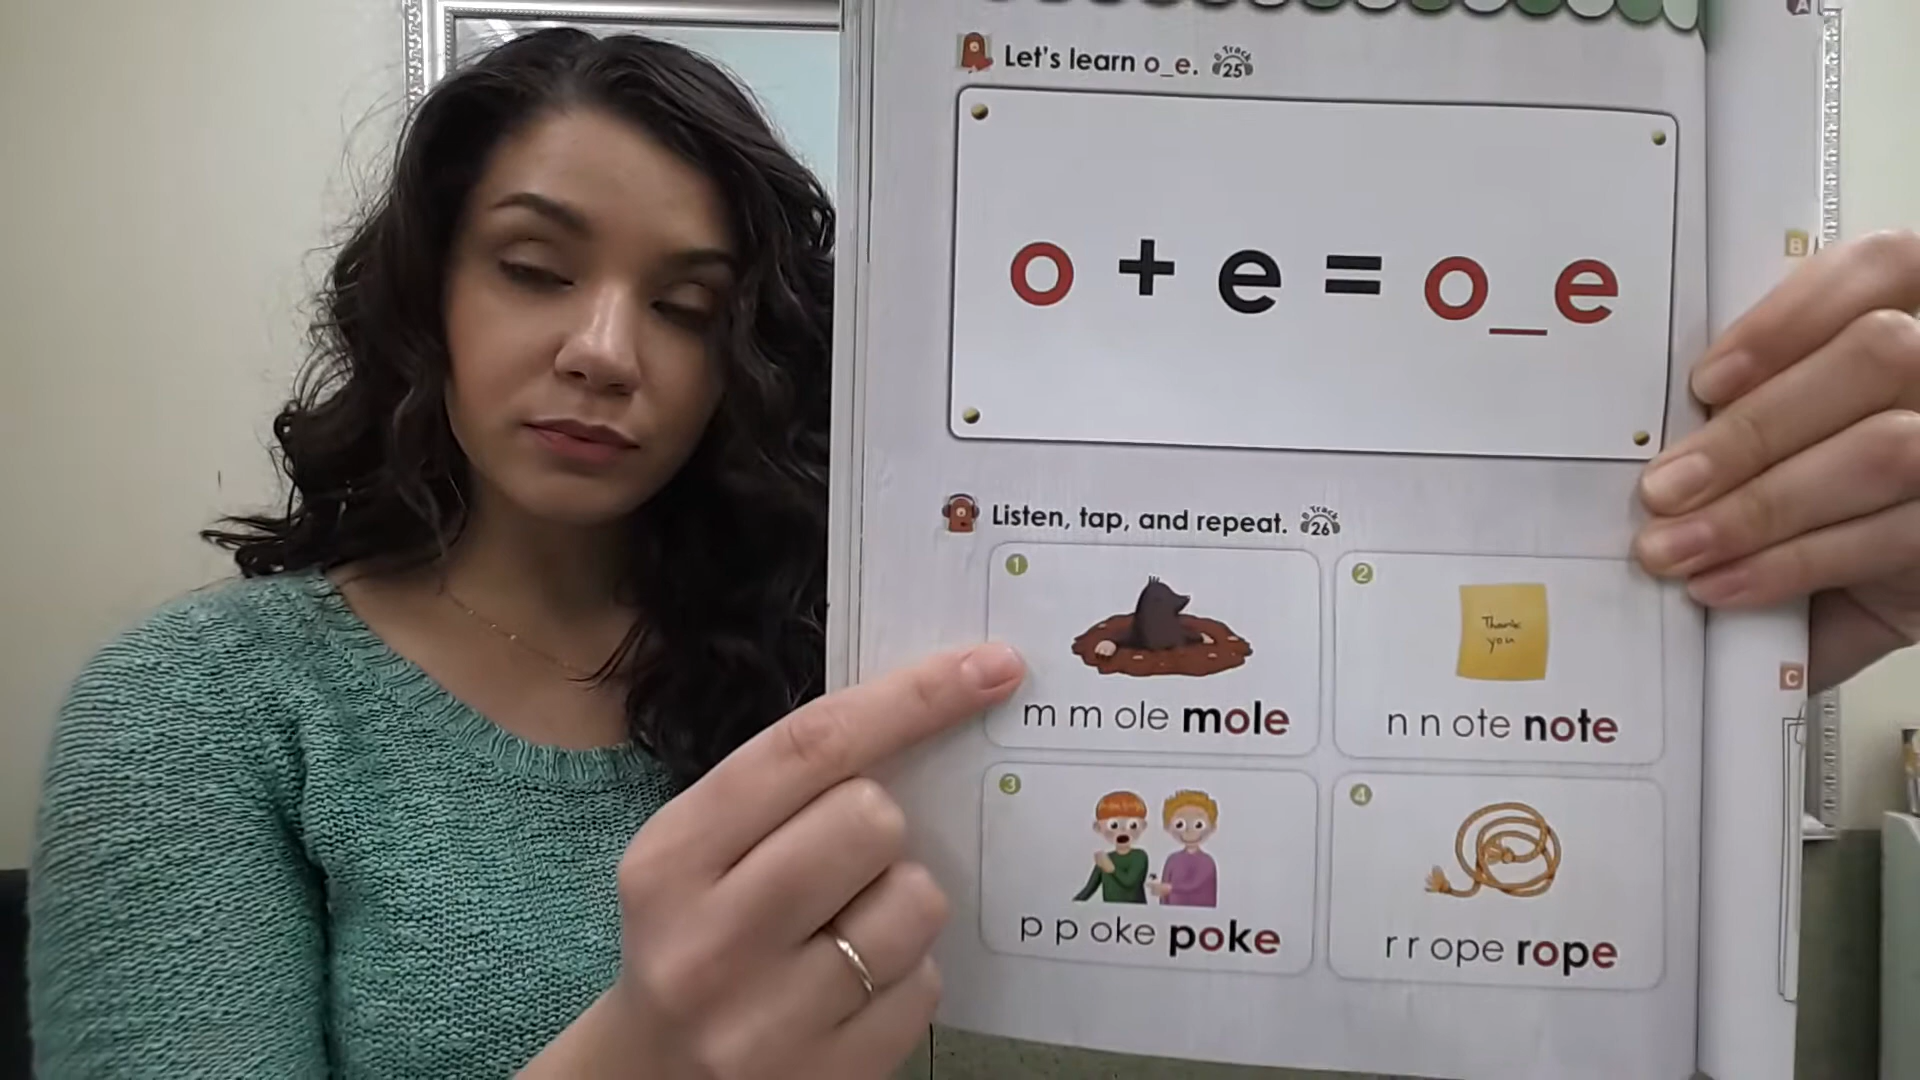 A
Let's learn o_e. Track 25
o + e = o_e
B
Listen, tap, and repeat. Track 26
1
m m ole mole
2
Thank
you
n n ote note
C
3
p p oke poke
4
r r ope rope